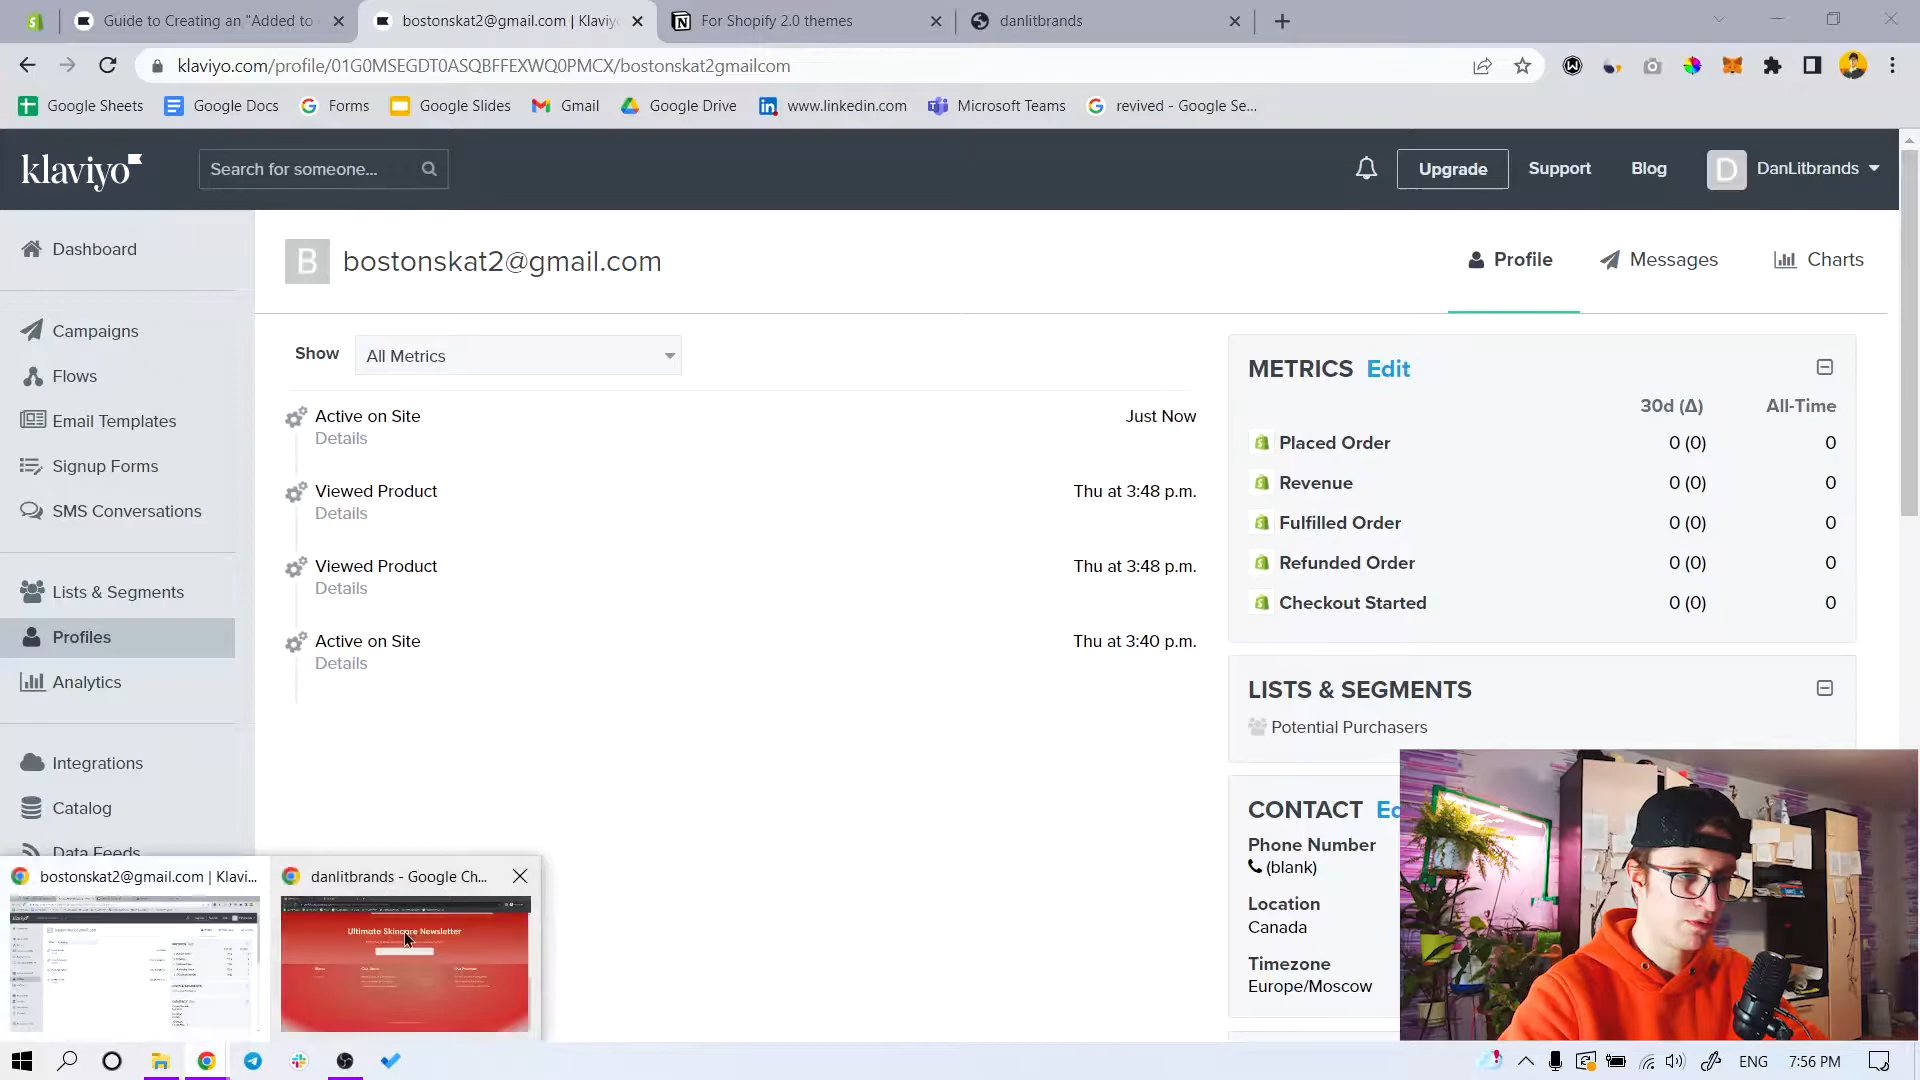 Guide to Creating an "Added to
bostonskat2@gmail.com | Klaviy
For Shopify 2.0 themes
danlitbrands
klaviyo.com/profile/01G0MSEGDT0ASQBFFEXWQ0PMCX/bostonskat2gmailcom
Google Sheets
Google Docs
Forms
Google Slides
Gmail
Google Drive
www.linkedin.com
Microsoft Teams
revived - Google Se...
klaviyo
Search for someone...
Upgrade
Support
Blog
D
DanLitbrands
Dashboard
Campaigns
Flows
Email Templates
Signup Forms
SMS Conversations
Lists & Segments
Profiles
Analytics
Integrations
Catalog
Data Feeds
B
bostonskat2@gmail.com
Profile
Messages
Charts
Show
All Metrics
Active on Site Just Now
Details
Viewed Product Thu at 3:48 p.m.
Details
Viewed Product Thu at 3:48 p.m.
Details
Active on Site Thu at 3:40 p.m.
Details
METRICS Edit
30d (Δ) All-Time
Placed Order 0 (0) 0
Revenue 0 (0) 0
Fulfilled Order 0 (0) 0
Refunded Order 0 (0) 0
Checkout Started 0 (0) 0
LISTS & SEGMENTS
Potential Purchasers
CONTACT Ed
Phone Number
(blank)
Location
Canada
Timezone
Europe/Moscow
bostonskat2@gmail.com | Klavi...
danlitbrands - Google Ch...
Ultimate Skincare Newsletter
ENG
7:56 PM